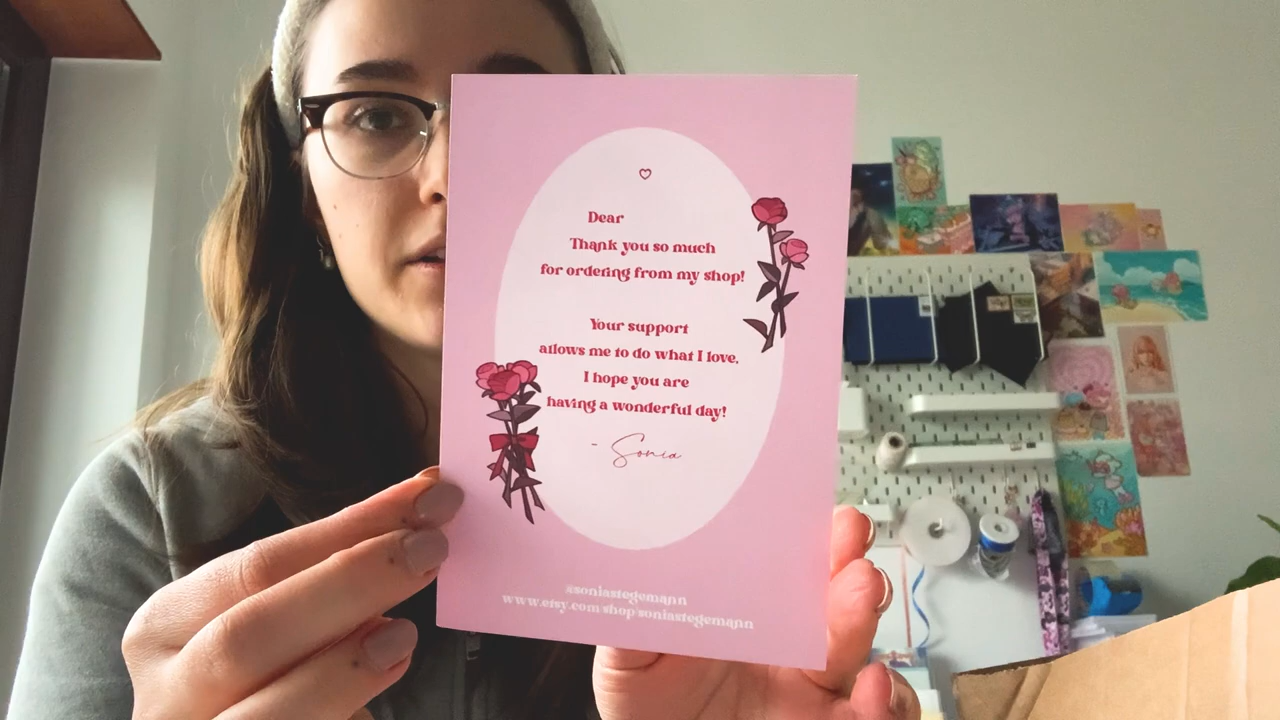 Dear
Thank you so much
for ordering from my shop!
Your support
allows me to do what I love,
I hope you are
having a wonderful day!
- Sonia
@soniastegemann
www.etsy.com/shop/soniastegemann